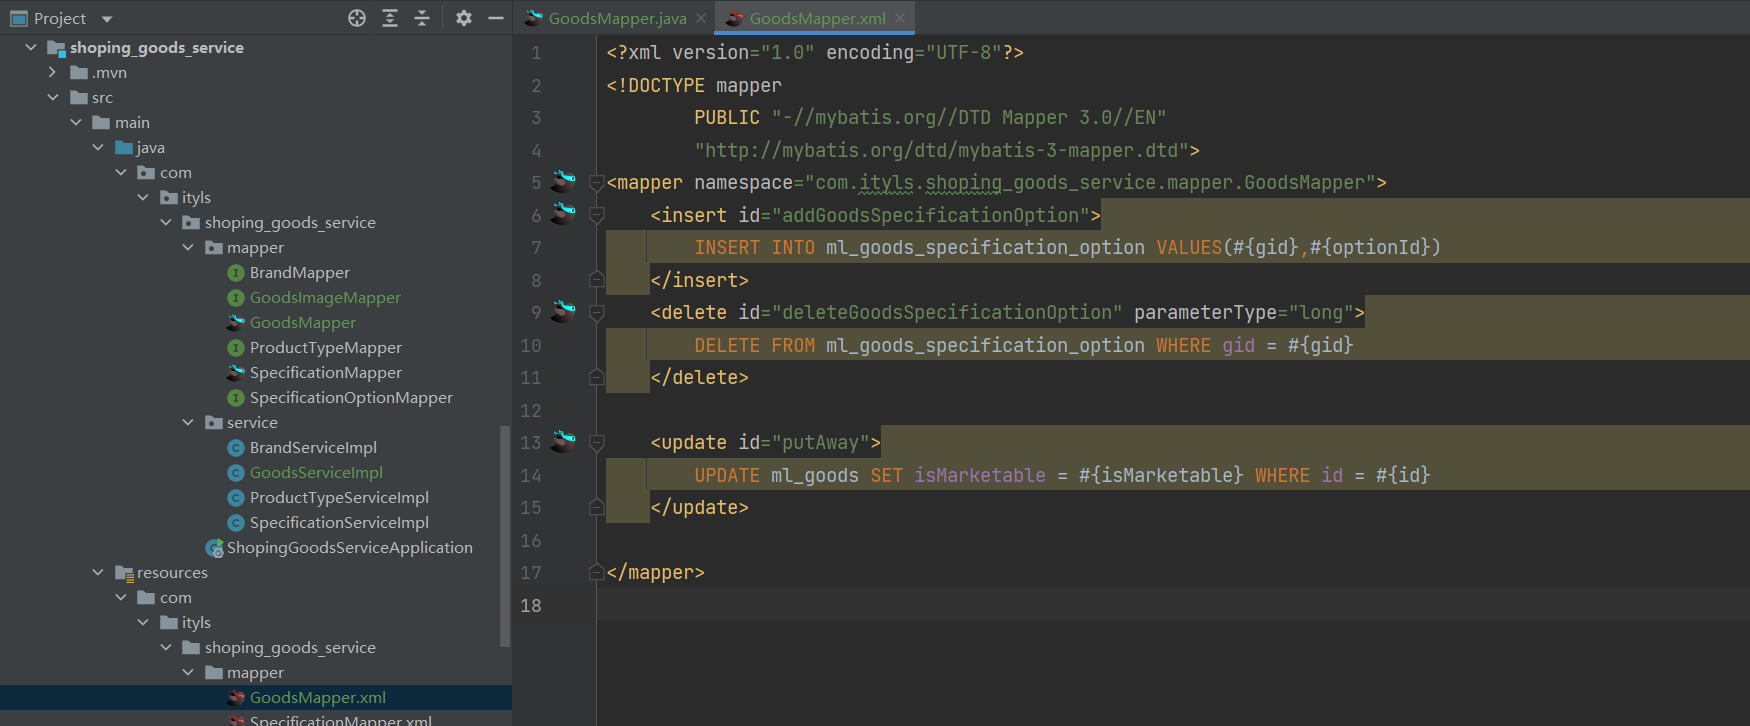 Project
shoping_goods_service
.mvn
src
main
java
com
ityls
shoping_goods_service
mapper
BrandMapper
GoodsImageMapper
GoodsMapper
ProductTypeMapper
SpecificationMapper
SpecificationOptionMapper
service
BrandServiceImpl
GoodsServiceImpl
ProductTypeServiceImpl
SpecificationServiceImpl
ShopingGoodsServiceApplication
resources
com
ityls
shoping_goods_service
mapper
GoodsMapper.xml
SpecificationMapper.xml
GoodsMapper.java
GoodsMapper.xml
1 <?xml version="1.0" encoding="UTF-8"?>
2 <!DOCTYPE mapper
3 PUBLIC "-//mybatis.org//DTD Mapper 3.0//EN"
4 "http://mybatis.org/dtd/mybatis-3-mapper.dtd">
5 <mapper namespace="com.ityls.shoping_goods_service.mapper.GoodsMapper">
6 <insert id="addGoodsSpecificationOption">
7 INSERT INTO ml_goods_specification_option VALUES(#{gid},#{optionId})
8 </insert>
9 <delete id="deleteGoodsSpecificationOption" parameterType="long">
10 DELETE FROM ml_goods_specification_option WHERE gid = #{gid}
11 </delete>
12
13 <update id="putAway">
14 UPDATE ml_goods SET isMarketable = #{isMarketable} WHERE id = #{id}
15 </update>
16
17 </mapper>
18